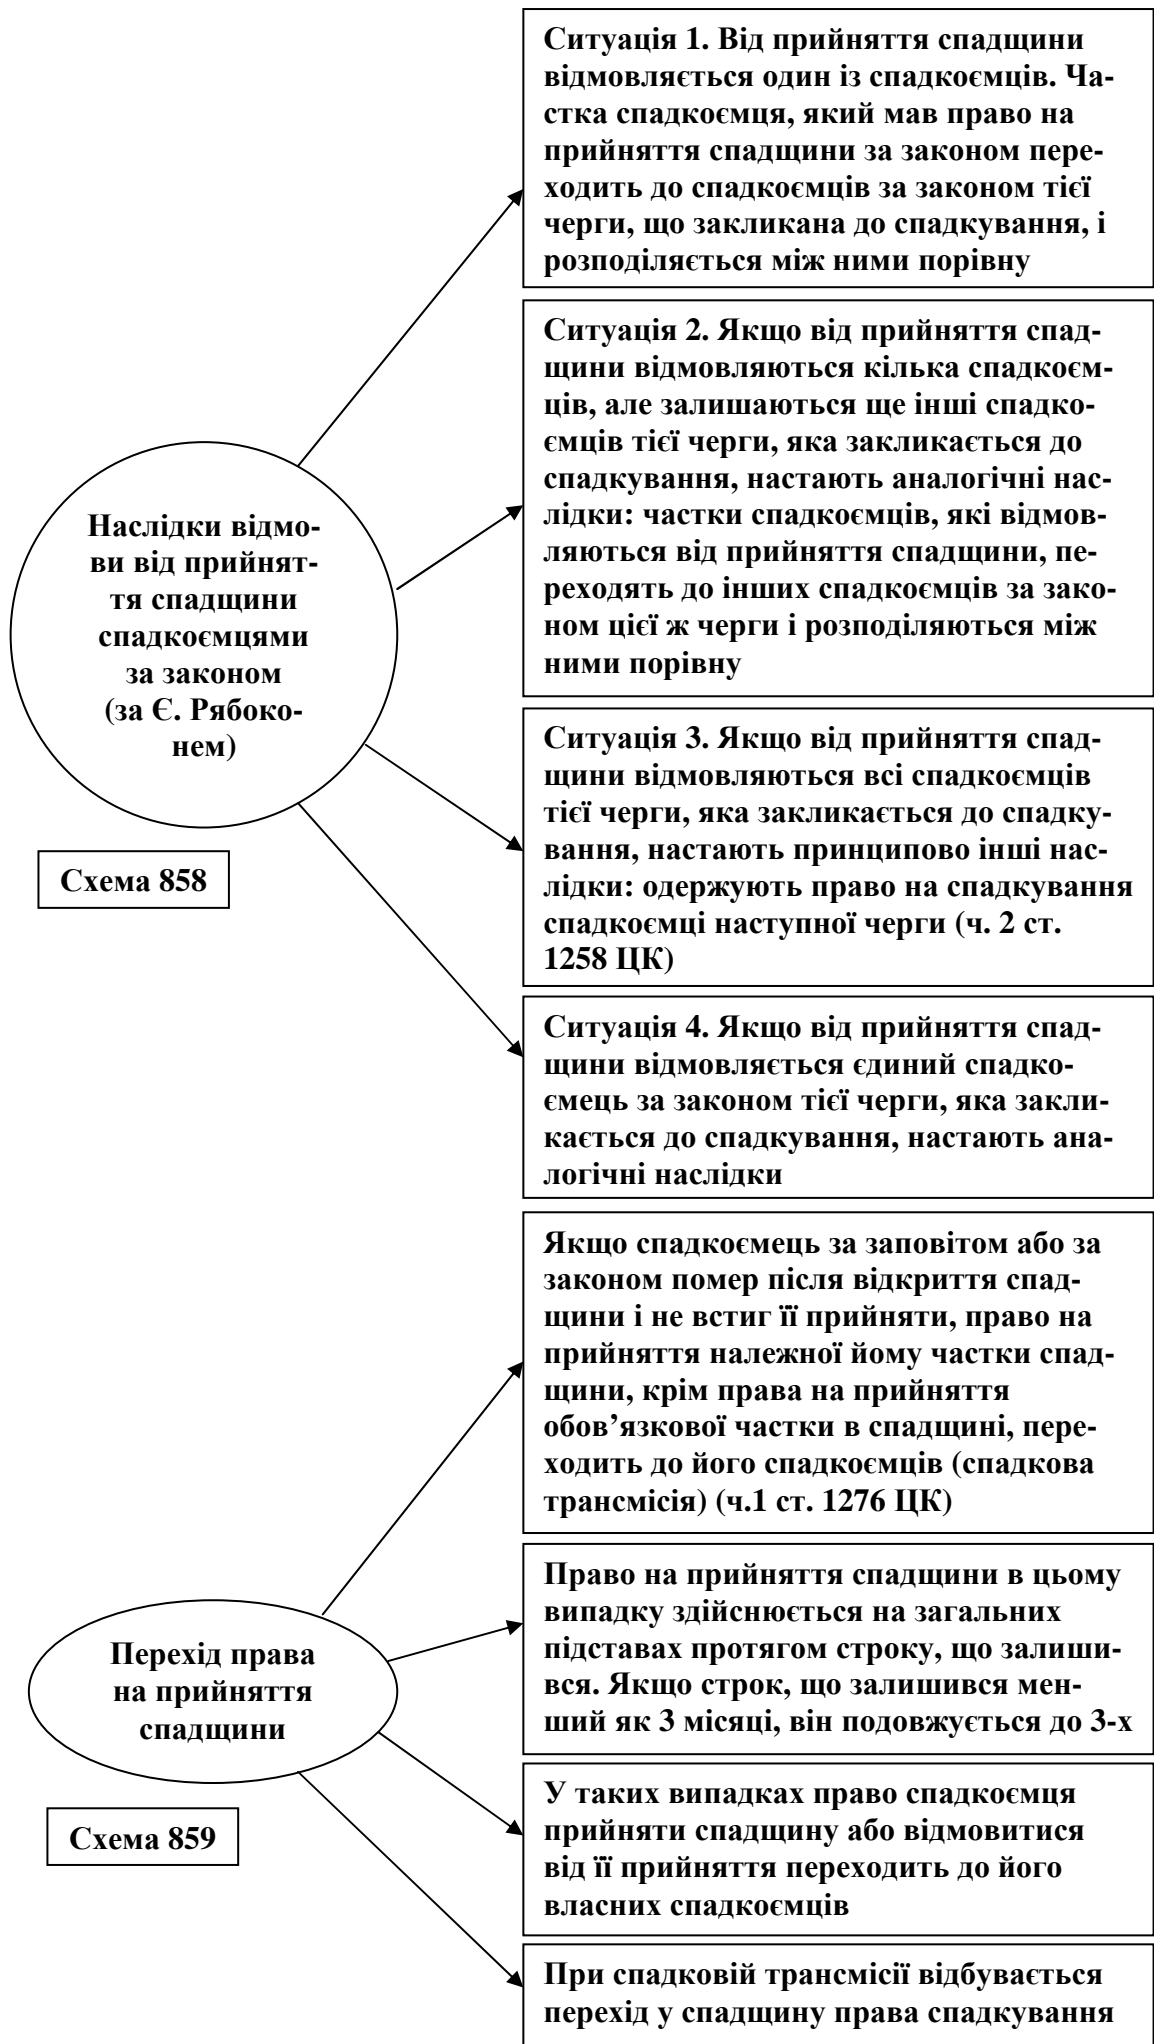 Ситуація 1. Від прийняття спадщини
відмовляється один із спадкоємців. Ча-
стка спадкоємця, який мав право на
прийняття спадщини за законом пере-
ходить до спадкоємців за законом тієї
черги, що закликана до спадкування, і
розподіляється між ними порівну
Ситуація 2. Якщо від прийняття спад-
щини відмовляються кілька спадкоєм-
ців, але залишаються ще інші спадко-
ємців тієї черги, яка закликається до
спадкування, настають аналогічні нас-
лідки: частки спадкоємців, які відмов-
ляються від прийняття спадщини, пе-
реходять до інших спадкоємців за зако-
ном цієї ж черги і розподіляються між
ними порівну
Наслідки відмо-
ви від прийнят-
тя спадщини
спадкоємцями
за законом
(за Є. Рябоко-
нем)
Ситуація 3. Якщо від прийняття спад-
щини відмовляються всі спадкоємців
тієї черги, яка закликається до спадку-
вання, настають принципово інші нас-
лідки: одержують право на спадкування
спадкоємці наступної черги (ч. 2 ст.
1258 ЦК)
Схема 858
Ситуація 4. Якщо від прийняття спад-
щини відмовляється єдиний спадко-
ємець за законом тієї черги, яка закли-
кається до спадкування, настають ана-
логічні наслідки
Якщо спадкоємець за заповітом або за
законом помер після відкриття спад-
щини і не встиг її прийняти, право на
прийняття належної йому частки спад-
щини, крім права на прийняття
обов’язкової частки в спадщині, пере-
ходить до його спадкоємців (спадкова
трансмісія) (ч.1 ст. 1276 ЦК)
Право на прийняття спадщини в цьому
випадку здійснюється на загальних
підставах протягом строку, що залиши-
вся. Якщо строк, що залишився мен-
ший як 3 місяці, він подовжується до 3-х
Перехід права
на прийняття
спадщини
У таких випадках право спадкоємця
прийняти спадщину або відмовитися
від її прийняття переходить до його
власних спадкоємців
Схема 859
При спадковій трансмісії відбувається
перехід у спадщину права спадкування